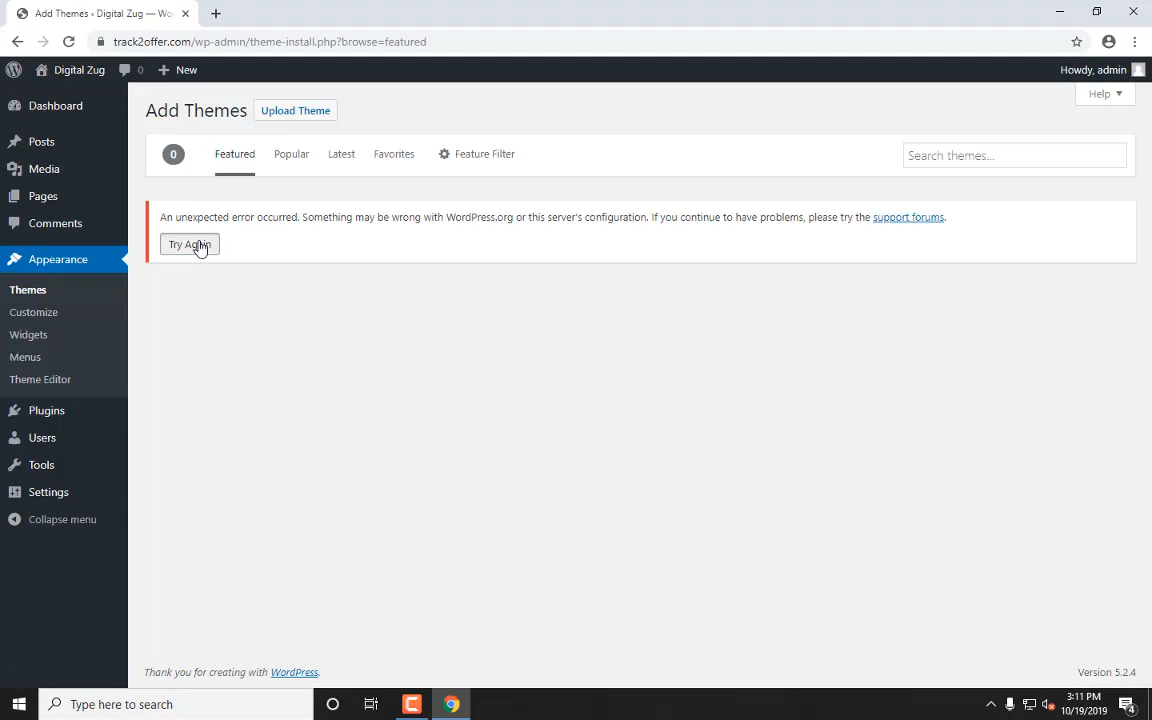 Add Themes ‹ Digital Zug — Wo
track2offer.com/wp-admin/theme-install.php?browse=featured
Digital Zug 0 New Howdy, admin
Help
Dashboard
Posts
Media
Pages
Comments
Appearance
Themes
Customize
Widgets
Menus
Theme Editor
Plugins
Users
Tools
Settings
Collapse menu
Add Themes Upload Theme
0 Featured Popular Latest Favorites Feature Filter Search themes...
An unexpected error occurred. Something may be wrong with WordPress.org or this server's configuration. If you continue to have problems, please try the support forums.
Try Again
Thank you for creating with WordPress. Version 5.2.4
Type here to search
3:11 PM
10/19/2019
4